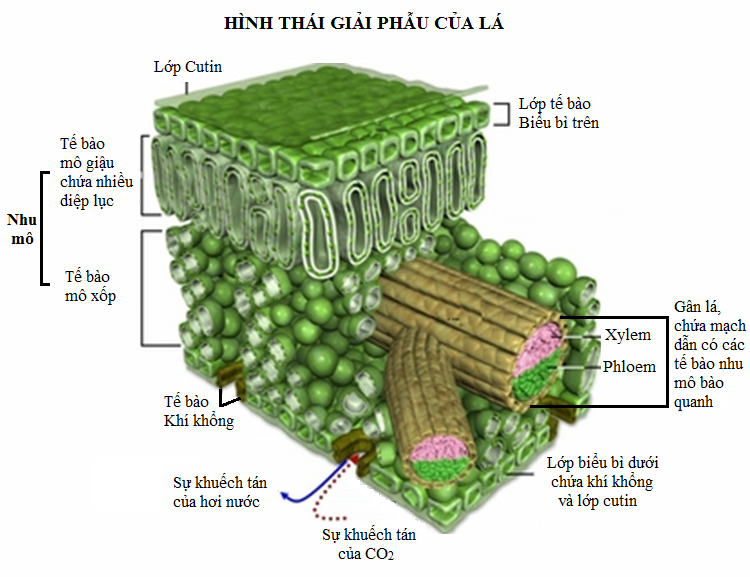 HÌNH THÁI GIẢI PHẪU CỦA LÁ
Lớp Cutin
Lớp tế bào
Biểu bì trên
Tế bào
mô giậu
chứa nhiều
diệp lục
Nhu
mô
Tế bào
mô xốp
Gân lá,
chứa mạch
dẫn có các
tế bào nhu
mô bào
quanh
Xylem
Phloem
Tế bào
Khí khổng
Lớp biểu bì dưới
chứa khí khổng
và lớp cutin
Sự khuếch tán
của hơi nước
Sự khuếch tán
của CO2